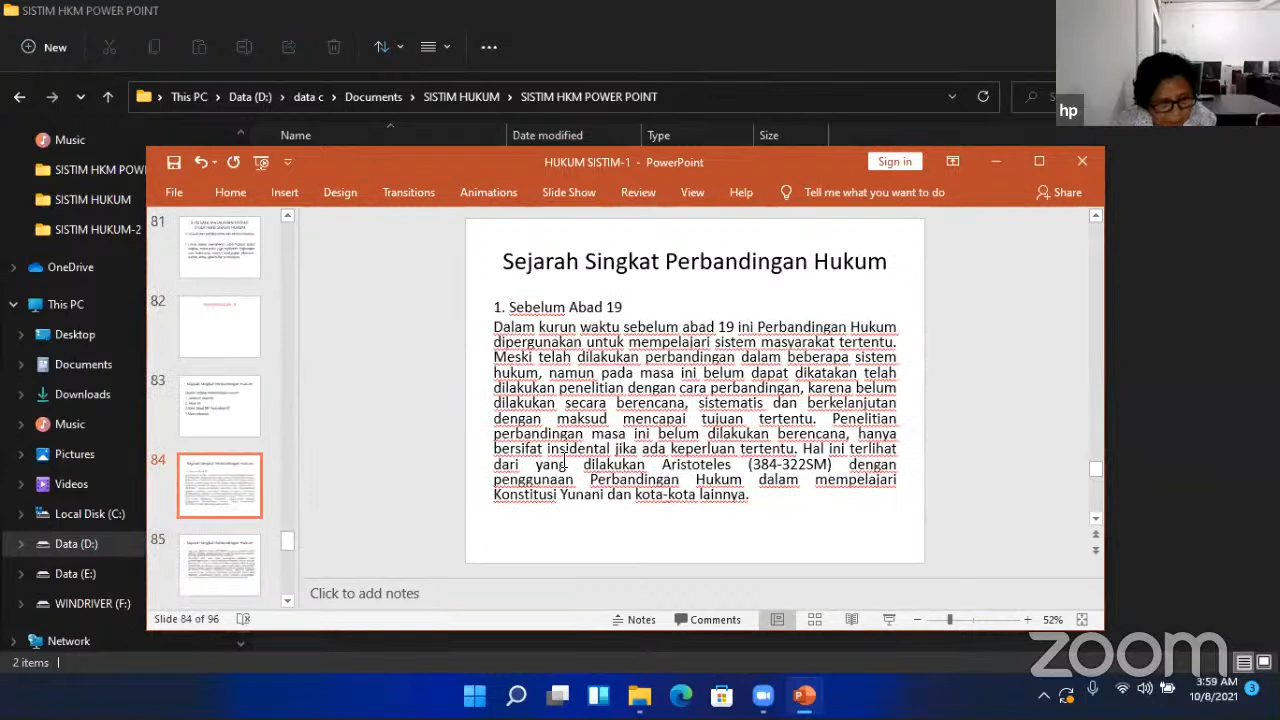 SISTIM HKM POWER POINT
New
This PC > Data (D:) > data c > Documents > SISTIM HUKUM > SISTIM HKM POWER POINT
hp
Name Date modified Type Size
Music
SISTIM HKM POW
SISTIM HUKUM
SISTIM HUKUM-2
OneDrive
This PC
Desktop
Documents
Downloads
Music
Pictures
Videos
Local Disk (C:)
Data (D:)
Data (E:)
WINDRIVER (F:)
Network
2 items
HUKUM SISTIM-1 - PowerPoint
Sign in
File Home Insert Design Transitions Animations Slide Show Review View Help Tell me what you want to do Share
81
82
83
84
85
Sejarah Singkat Perbandingan Hukum
1. Sebelum Abad 19
Dalam kurun waktu sebelum abad 19 ini Perbandingan Hukum
dipergunakan untuk mempelajari sistem masyarakat tertentu.
Meski telah dilakukan perbandingan dalam beberapa sistem
hukum, namun pada masa ini belum dapat dikatakan telah
dilakukan penelitian dengan cara perbandingan, karena belum
dilakukan secara berencana, sistematis dan berkelanjutan
dengan maksud mencapai tujuan tertentu. Penelitian
perbandingan masa ini belum dilakukan berencana, hanya
bersifat insidental jika ada keperluan tertentu. Hal ini terlihat
dari yang dilakukan Aristoteles (384-322SM) dengan
Perbandingan Hukum dalam mempelajari
Konstitusi Yunani dan kota-kota lainnya.
Click to add notes
Slide 84 of 96
Notes Comments 52%
zoom
3:59 AM
10/8/2021
3